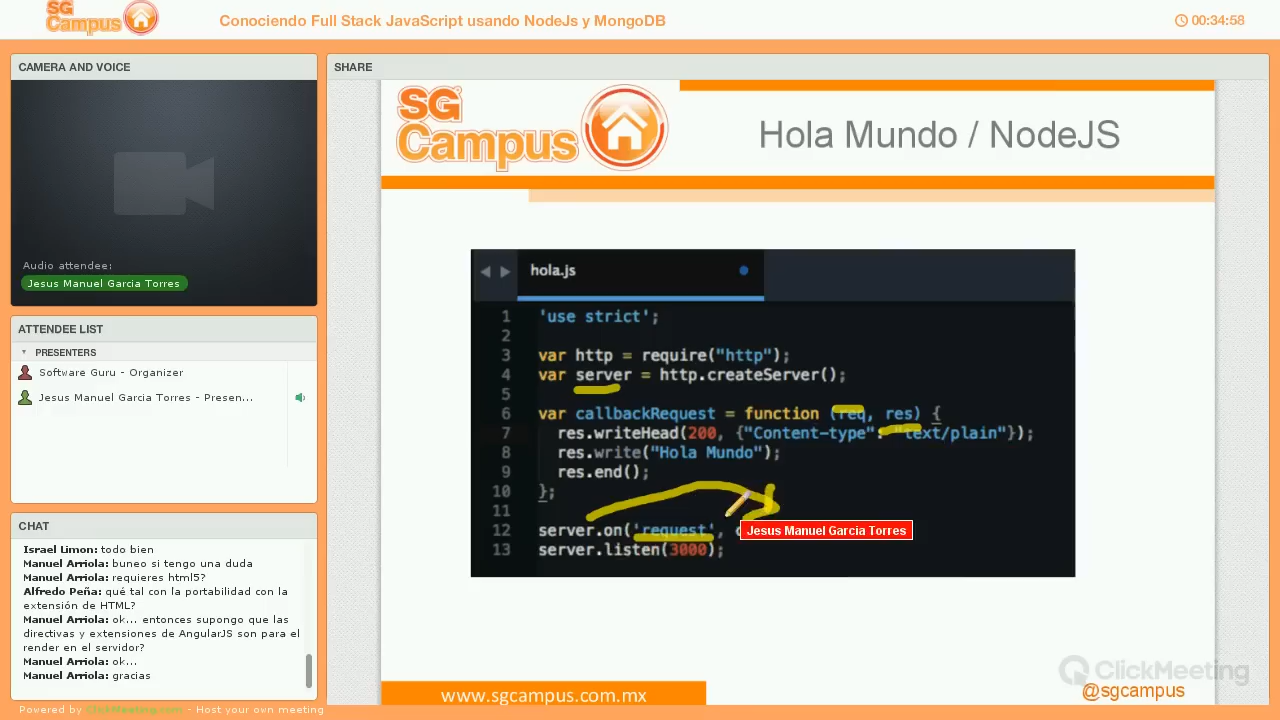 SG Campus
Conociendo Full Stack JavaScript usando NodeJs y MongoDB
00:34:58
CAMERA AND VOICE
Audio attendee:
Jesus Manuel Garcia Torres
ATTENDEE LIST
PRESENTERS
Software Guru - Organizer
Jesus Manuel Garcia Torres - Presen...
CHAT
Israel Limon: todo bien
Manuel Arriola: buneo si tengo una duda
Manuel Arriola: requieres html5?
Alfredo Peña: qué tal con la portabilidad con la
extensión de HTML?
Manuel Arriola: ok... entonces supongo que las
directivas y extensiones de AngularJS son para el
render en el servidor?
Manuel Arriola: ok...
Manuel Arriola: gracias
Powered by ClickMeeting.com - Host your own meeting
SHARE
SG
Campus
Hola Mundo / NodeJS
hola.js
1 'use strict';
2
3 var http = require("http");
4 var server = http.createServer();
5
6 var callbackRequest = function (req, res) {
7 res.writeHead(200, {"Content-type": "text/plain"});
8 res.write("Hola Mundo");
9 res.end();
10 };
11
12 server.on('request',
Jesus Manuel Garcia Torres
13 server.listen(3000);
www.sgcampus.com.mx
ClickMeeting
@sgcampus